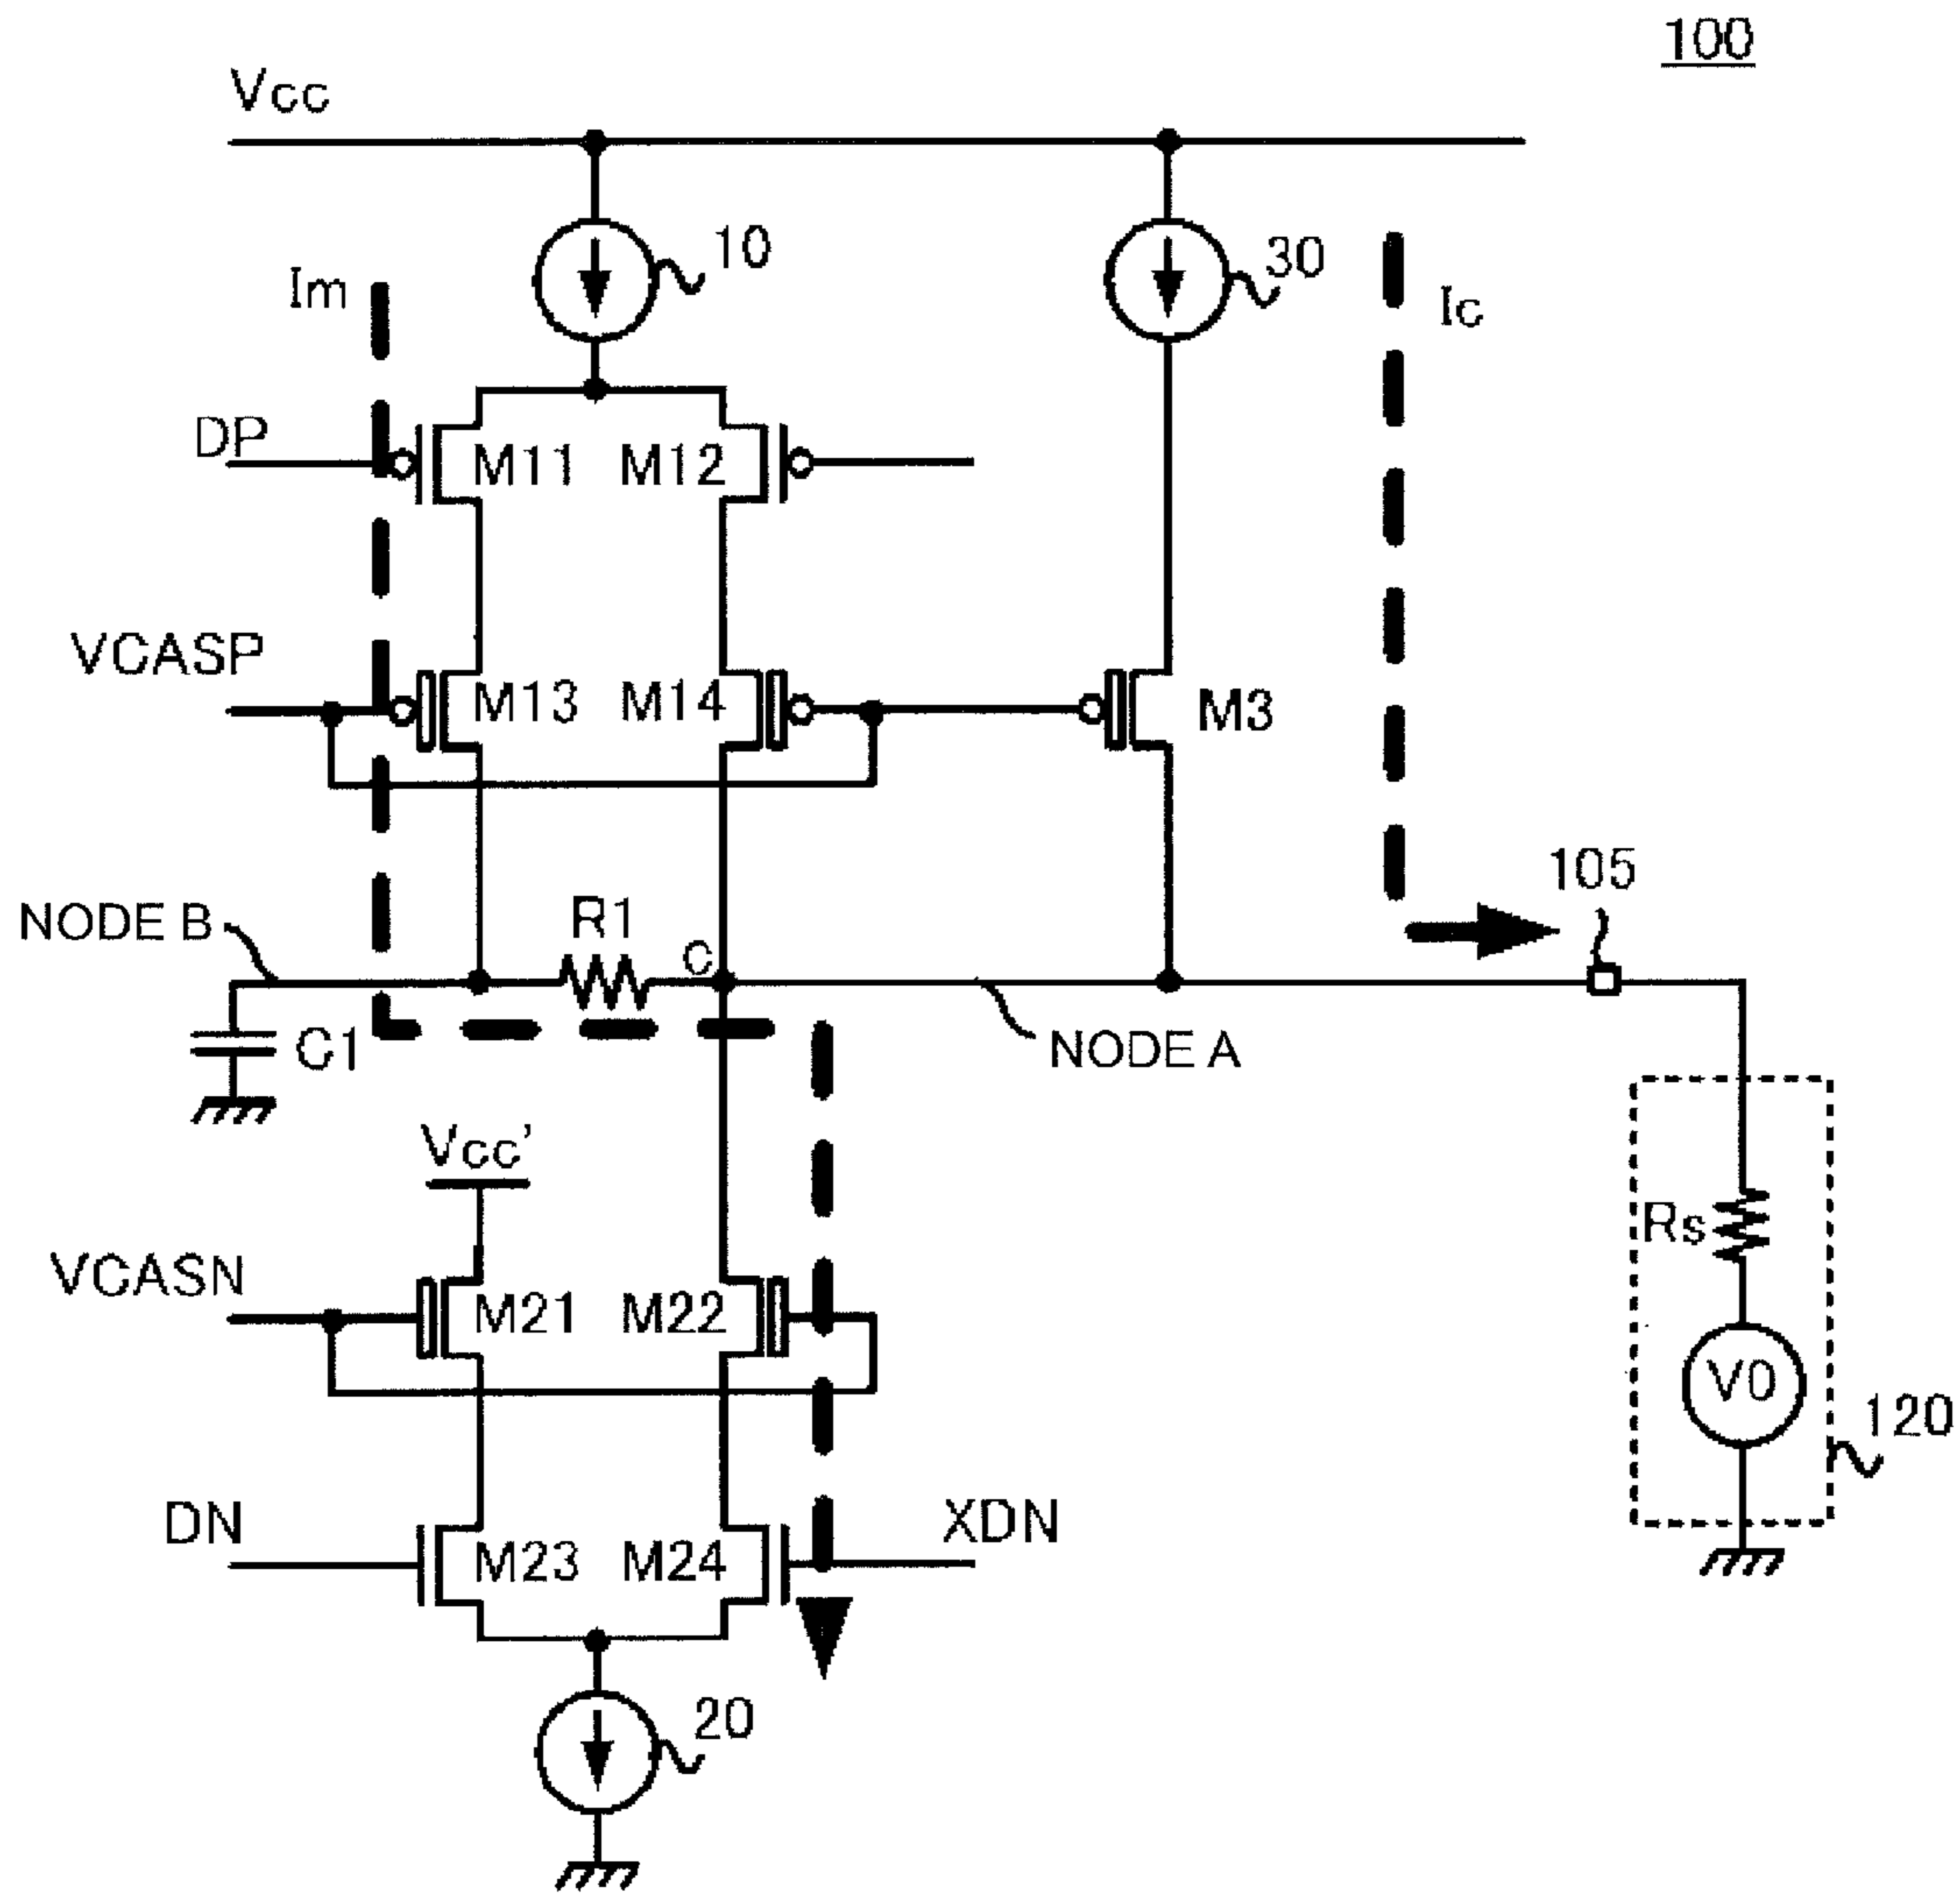 100
Vcc
10
30
Im
Ic
DP
M11
M12
VCASP
M13
M14
M3
105
NODE B
R1
C
C1
NODE A
Vcc'
Rs
VCASN
M21
M22
V0
120
DN
M23
M24
XDN
20